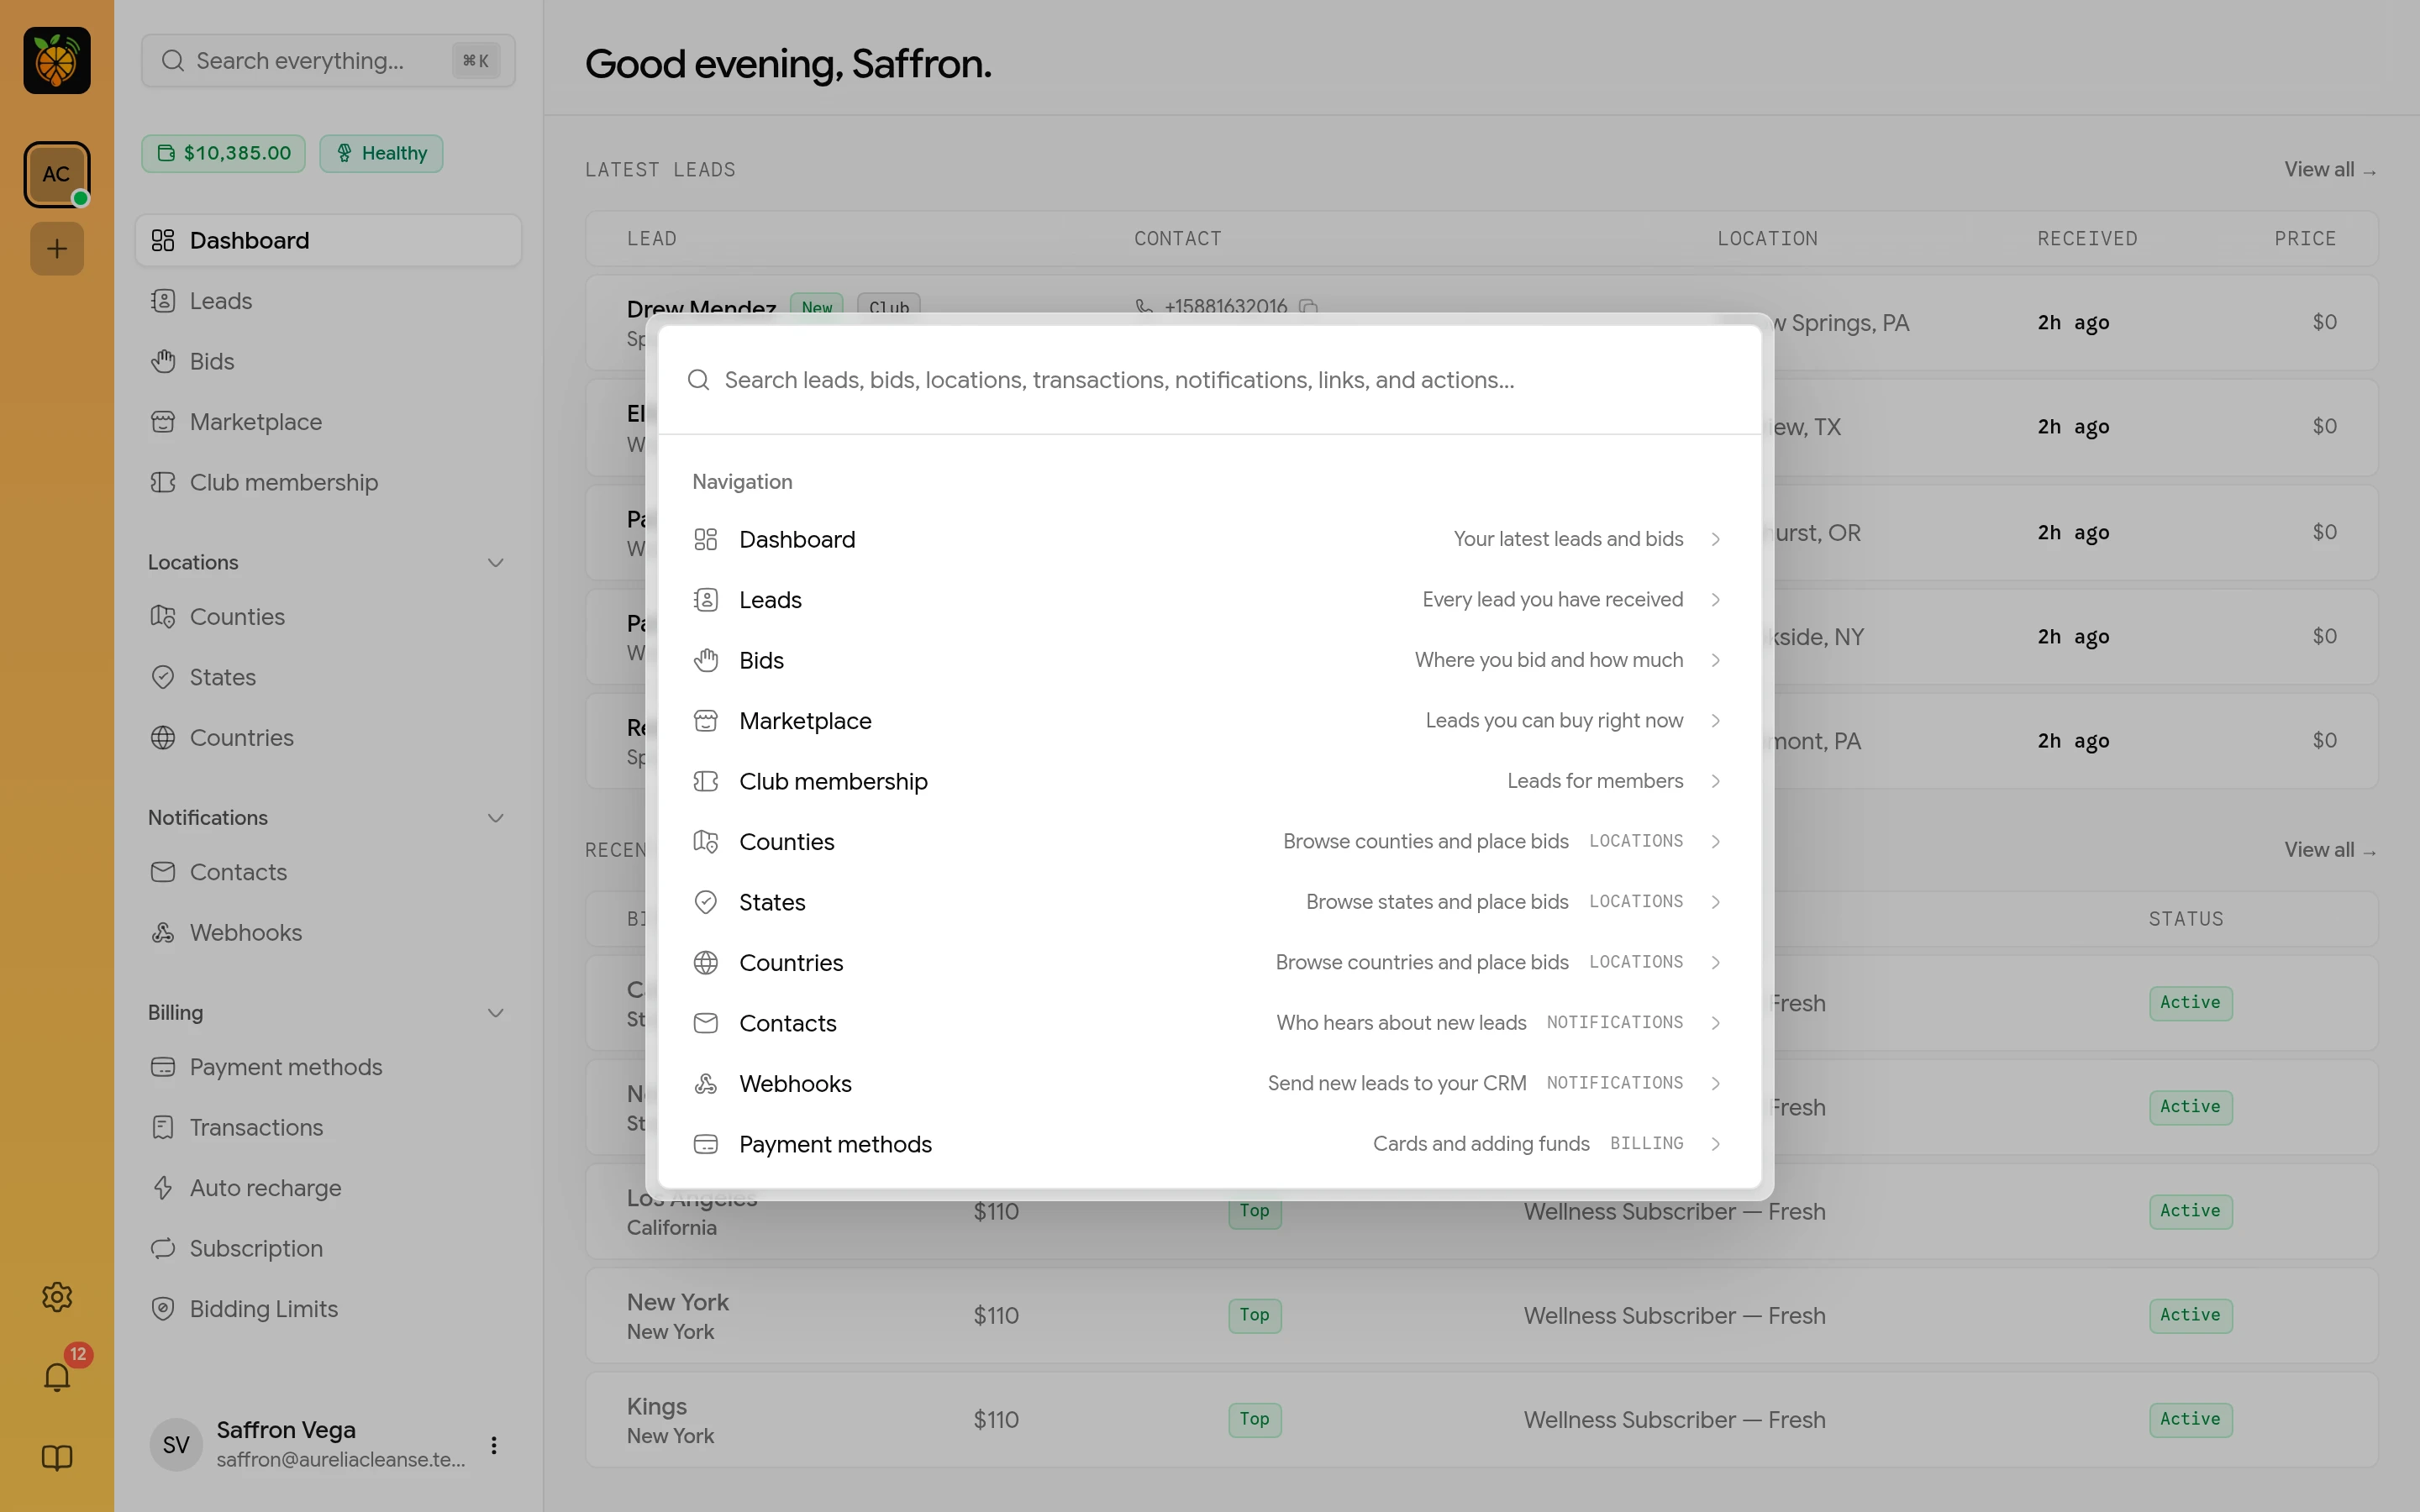 Search everything...
⌘K
$10,385.00
Healthy
AC
Dashboard
Leads
Bids
Marketplace
Club membership
Locations
Counties
States
Countries
Notifications
Contacts
Webhooks
Billing
Payment methods
Transactions
Auto recharge
Subscription
Bidding Limits
12
SV
Saffron Vega
saffron@aureliacleanse.te...
Good evening, Saffron.
LATEST LEADS
View all →
LEAD CONTACT LOCATION RECEIVED PRICE
Drew Mendez New Club +15881632016
w Springs, PA 2h ago $0
ew, TX 2h ago $0
urst, OR 2h ago $0
kside, NY 2h ago $0
mont, PA 2h ago $0
Search leads, bids, locations, transactions, notifications, links, and actions...
Navigation
Dashboard Your latest leads and bids
Leads Every lead you have received
Bids Where you bid and how much
Marketplace Leads you can buy right now
Club membership Leads for members
Counties Browse counties and place bids LOCATIONS
States Browse states and place bids LOCATIONS
Countries Browse countries and place bids LOCATIONS
Contacts Who hears about new leads NOTIFICATIONS
Webhooks Send new leads to your CRM NOTIFICATIONS
Payment methods Cards and adding funds BILLING
RECEN
View all →
STATUS
Fresh Active
Fresh Active
Los Angeles
California
$110 Top Wellness Subscriber — Fresh Active
New York
New York
$110 Top Wellness Subscriber — Fresh Active
Kings
New York
$110 Top Wellness Subscriber — Fresh Active